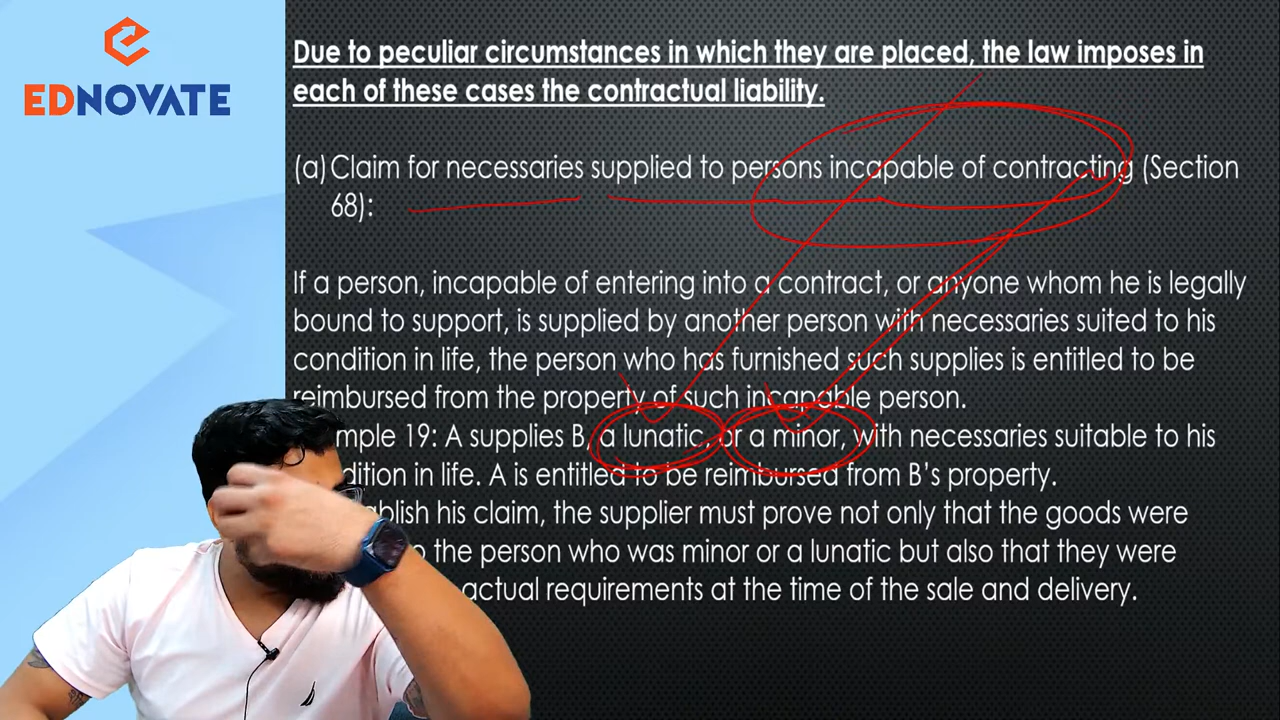 EDNOVATE
Due to peculiar circumstances in which they are placed, the law imposes in
each of these cases the contractual liability.
(a) Claim for necessaries supplied to persons incapable of contracting (Section
68):
If a person, incapable of entering into a contract, or anyone whom he is legally
bound to support, is supplied by another person with necessaries suited to his
condition in life, the person who has furnished such supplies is entitled to be
reimbursed from the property of such incapable person.
19: A supplies B, a lunatic, or a minor, with necessaries suitable to his
in life. A is entitled to be reimbursed from B's property.
his claim, the supplier must prove not only that the goods were
the person who was minor or a lunatic but also that they were
actual requirements at the time of the sale and delivery.